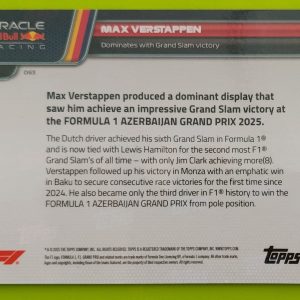 ORACLE
Red Bull
RACING
MAX VERSTAPPEN
Dominates with Grand Slam victory
Max Verstappen produced a dominant display that
saw him achieve an impressive Grand Slam victory at
the FORMULA 1 AZERBAIJAN GRAND PRIX 2025.
The Dutch driver achieved his sixth Grand Slam in Formula 1®
and is now tied with Lewis Hamilton for the second most F1®
Grand Slam's of all time – with only Jim Clark achieving more(8).
Verstappen followed up his victory in Monza with an emphatic win
in Baku to secure consecutive race victories for the first time since
2024. He also became only the third driver in F1® history to win the
FORMULA 1 AZERBAIJAN GRAND PRIX from pole position.
F1
Topps